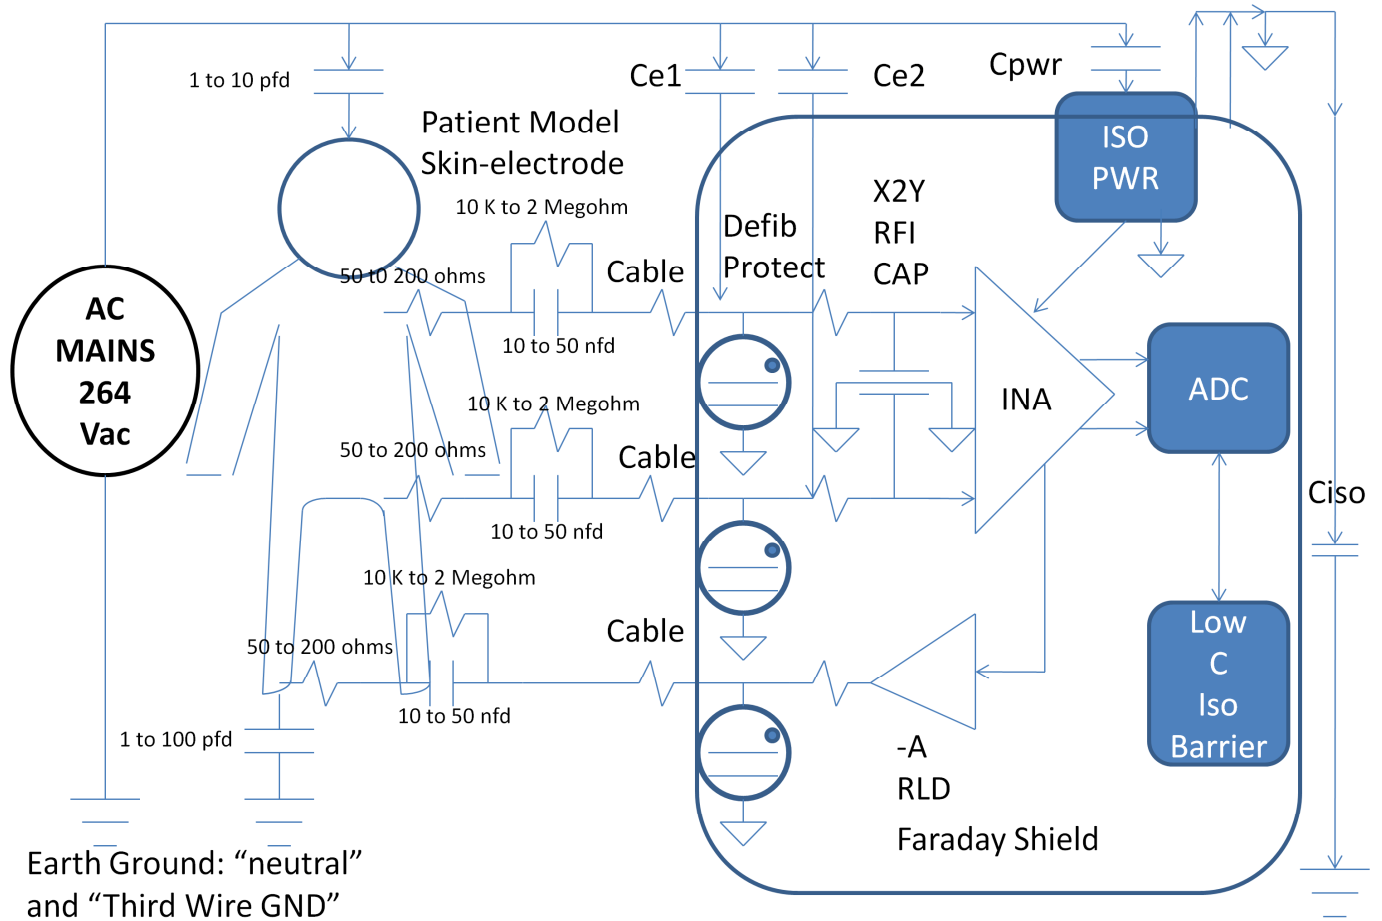 1 to 10 pfd
Ce1
Ce2
Cpwr
Patient Model
Skin-electrode
ISO
PWR
10 K to 2 Megohm
X2Y
RFI
CAP
Defib
Protect
50 to 200 ohms
Cable
10 to 50 nfd
AC
MAINS
264
Vac
INA
ADC
10 K to 2 Megohm
50 to 200 ohms
Cable
10 to 50 nfd
Ciso
10 K to 2 Megohm
Cable
50 to 200 ohms
10 to 50 nfd
Low
C
Iso
Barrier
1 to 100 pfd
-A
RLD
Faraday Shield
Earth Ground: “neutral”
and “Third Wire GND”